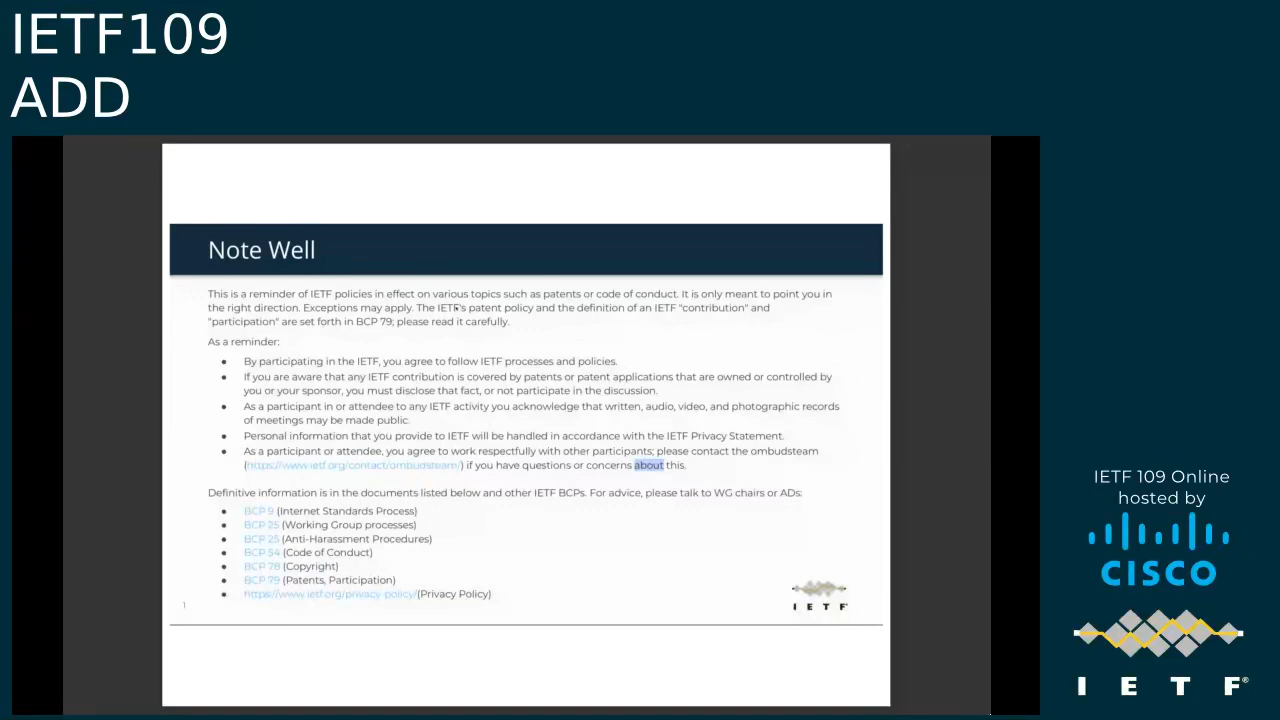 IETF109
ADD
Note Well
This is a reminder of IETF policies in effect on various topics such as patents or code of conduct. It is only meant to point you in
the right direction. Exceptions may apply. The IETF's patent policy and the definition of an IETF "contribution" and
"participation" are set forth in BCP 79; please read it carefully.
As a reminder:
● By participating in the IETF, you agree to follow IETF processes and policies.
● If you are aware that any IETF contribution is covered by patents or patent applications that are owned or controlled by
you or your sponsor, you must disclose that fact, or not participate in the discussion.
● As a participant in or attendee to any IETF activity you acknowledge that written, audio, video, and photographic records
of meetings may be made public.
● Personal information that you provide to IETF will be handled in accordance with the IETF Privacy Statement.
● As a participant or attendee, you agree to work respectfully with other participants; please contact the ombudsteam
(https://www.ietf.org/contact/ombudsteam/) if you have questions or concerns about this.
Definitive information is in the documents listed below and other IETF BCPs. For advice, please talk to WG chairs or ADs:
● BCP 9 (Internet Standards Process)
● BCP 25 (Working Group processes)
● BCP 25 (Anti-Harassment Procedures)
● BCP 54 (Code of Conduct)
● BCP 78 (Copyright)
● BCP 79 (Patents, Participation)
● https://www.ietf.org/privacy-policy/(Privacy Policy)
1
I E T F
IETF 109 Online
hosted by
CISCO
I E T F®